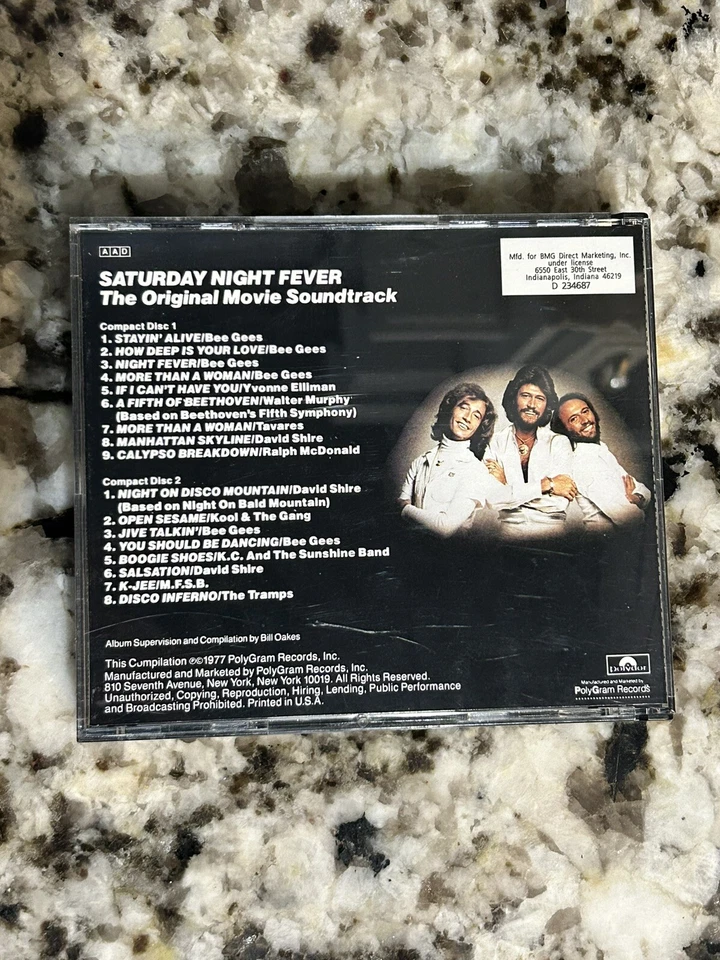 AAD
SATURDAY NIGHT FEVER
The Original Movie Soundtrack
Mfd. for BMG Direct Marketing, Inc.
under license
6550 East 30th Street
Indianapolis, Indiana 46219
D 234687
Compact Disc 1
1. STAYIN' ALIVE/Bee Gees
2. HOW DEEP IS YOUR LOVE/Bee Gees
3. NIGHT FEVER/Bee Gees
4. MORE THAN A WOMAN/Bee Gees
5. IF I CAN'T HAVE YOU/Yvonne Elliman
6. A FIFTH OF BEETHOVEN/Walter Murphy
(Based on Beethoven's Fifth Symphony)
7. MORE THAN A WOMAN/Tavares
8. MANHATTAN SKYLINE/David Shire
9. CALYPSO BREAKDOWN/Ralph McDonald
Compact Disc 2
1. NIGHT ON DISCO MOUNTAIN/David Shire
(Based on Night On Bald Mountain)
2. OPEN SESAME/Kool & The Gang
3. JIVE TALKIN'/Bee Gees
4. YOU SHOULD BE DANCING/Bee Gees
5. BOOGIE SHOES/K.C. And The Sunshine Band
6. SALSATION/David Shire
7. K-JEE/M.F.S.B.
8. DISCO INFERNO/The Tramps
Album Supervision and Compilation by Bill Oakes
This Compilation ℗©1977 PolyGram Records, Inc.
Manufactured and Marketed by PolyGram Records, Inc.
810 Seventh Avenue, New York, New York 10019. All Rights Reserved.
Unauthorized, Copying, Reproduction, Hiring, Lending, Public Performance
and Broadcasting Prohibited. Printed in U.S.A.
polydor
Manufactured and Marketed by
PolyGram Records